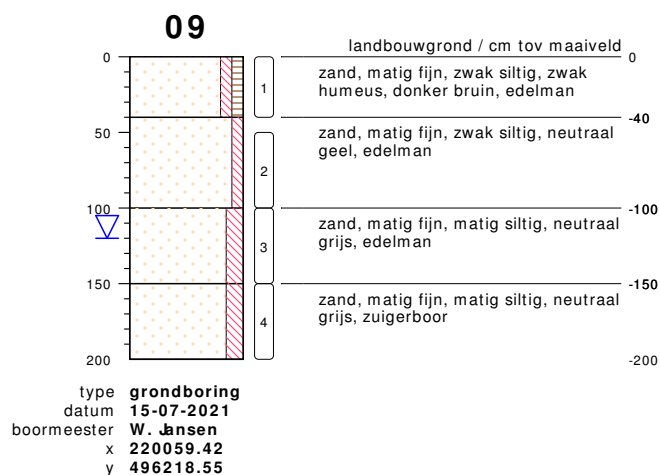 09
landbouwgrond / cm tov maaiveld
0
0
1
zand, matig fijn, zwak siltig, zwak
humeus, donker bruin, edelman
-40
50
2
zand, matig fijn, zwak siltig, neutraal
geel, edelman
100
-100
3
zand, matig fijn, matig siltig, neutraal
grijs, edelman
150
-150
4
zand, matig fijn, matig siltig, neutraal
grijs, zuigerboor
200
-200
type grondboring
datum 15-07-2021
boormeester W. Jansen
x 220059.42
y 496218.55